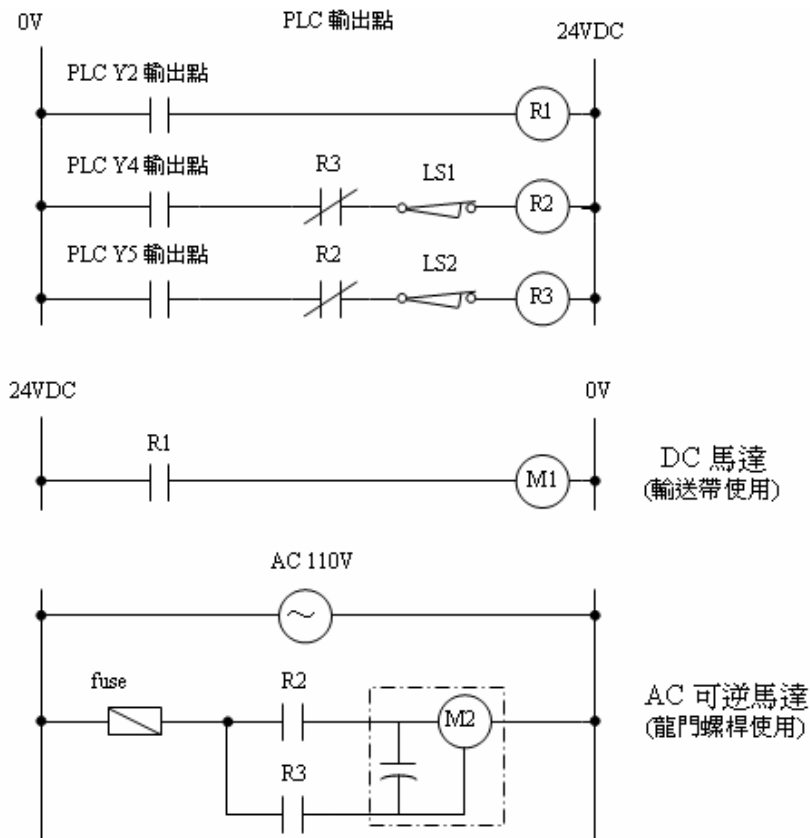 0V
PLC 輸出點
24VDC
PLC Y2 輸出點
R1
PLC Y4 輸出點
R3
LS1
R2
PLC Y5 輸出點
R2
LS2
R3
24VDC
0V
R1
M1
DC 馬達
(輸送帶使用)
AC 110V
fuse
R2
M2
AC 可逆馬達
(龍門螺桿使用)
R3